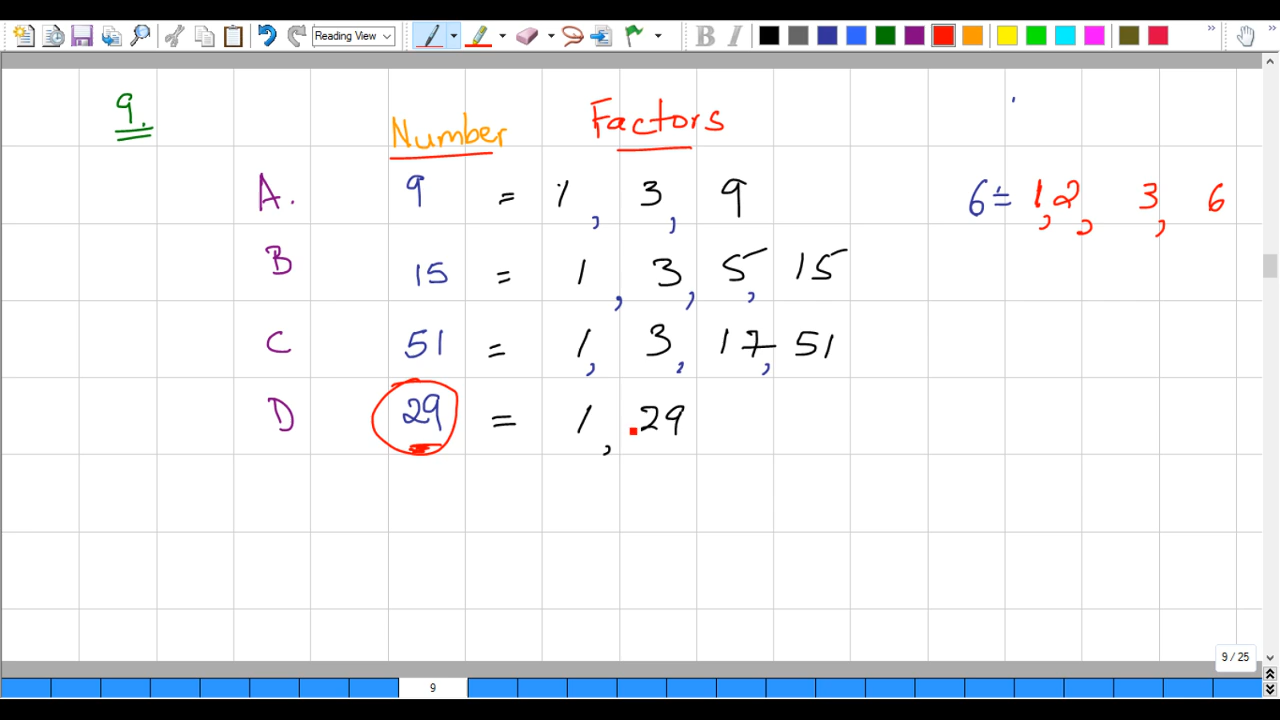 Reading View
B I
9.
Number Factors
A. 9 = 1, 3, 9
6 = 1, 2, 3, 6
B 15 = 1, 3, 5, 15
C 51 = 1, 3, 17, 51
D 29 = 1, 29
9 / 25
9